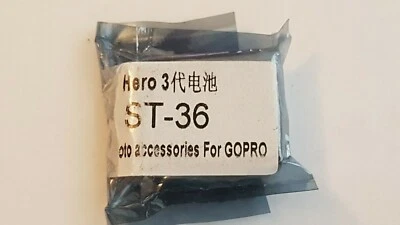 Hero 3代电池
ST-36
oto accessories For GOPRO